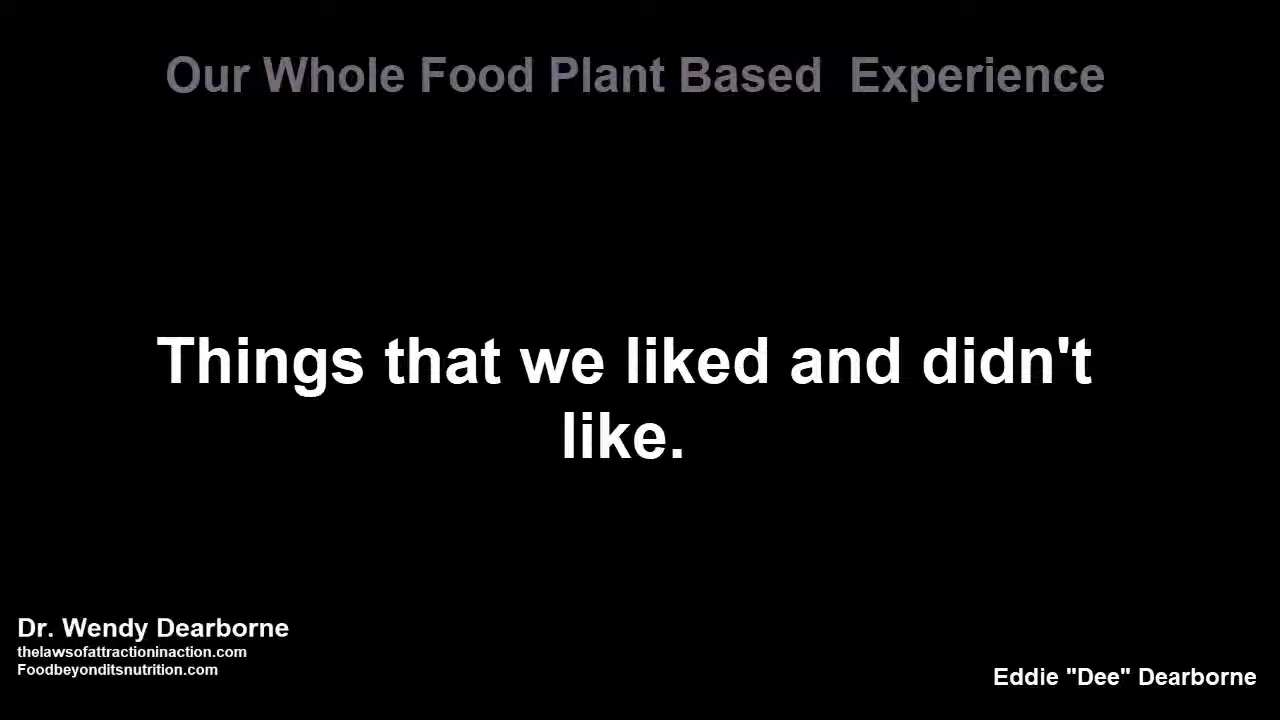 Our Whole Food Plant Based  Experience
Things that we liked and didn't
like.
Dr. Wendy Dearborne
thelawsofattractioninaction.com
Foodbeyonditsnutrition.com
Eddie "Dee" Dearborne